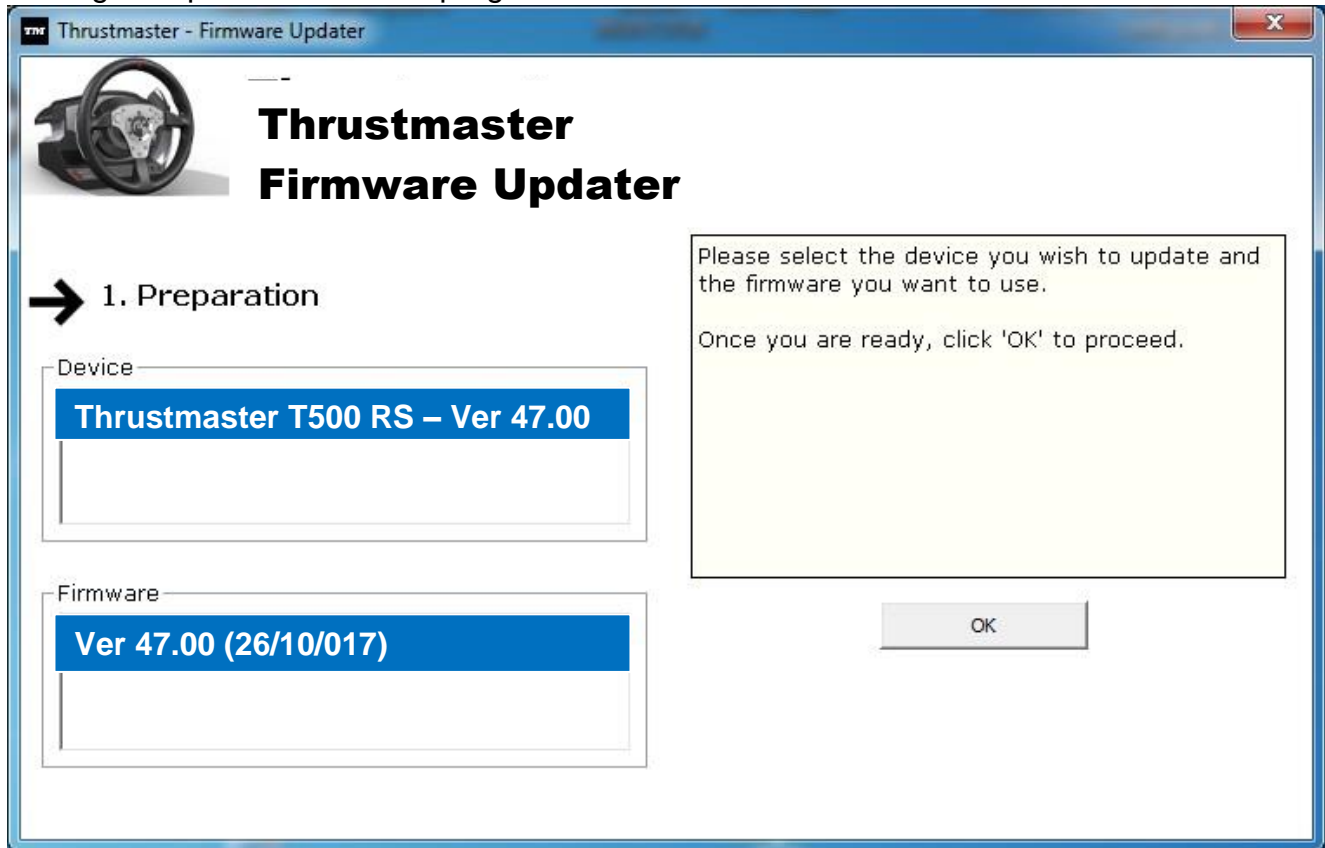 Thrustmaster - Firmware Updater
Thrustmaster
Firmware Updater
1. Preparation
Please select the device you wish to update and
the firmware you want to use.
Once you are ready, click 'OK' to proceed.
Device
Thrustmaster T500 RS – Ver 47.00
Firmware
Ver 47.00 (26/10/017)
OK